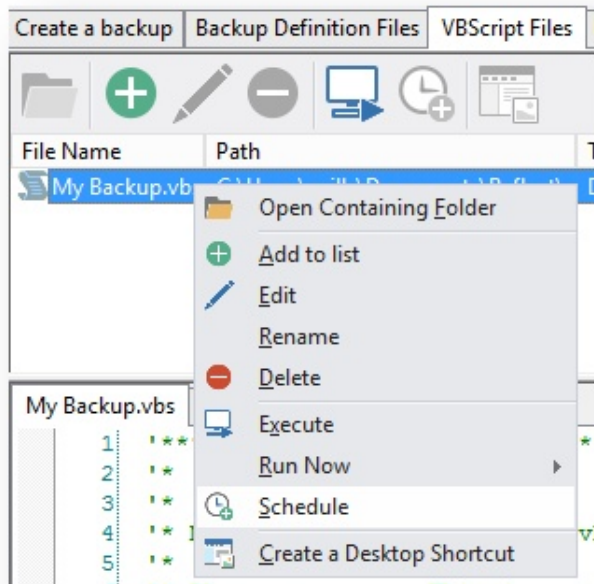 Create a backup Backup Definition Files VBScript Files
File Name Path
My Backup.vb
Open Containing Folder
Add to list
Edit
Rename
Delete
Execute
Run Now
Schedule
Create a Desktop Shortcut
My Backup.vbs
1 '***
2 '*
3 '*
4 '*
5 '*